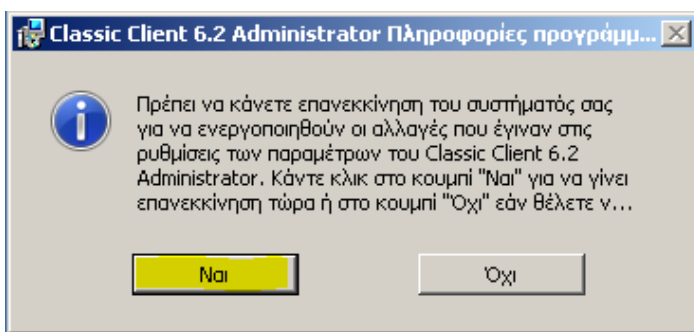 Classic Client 6.2 Administrator Πληροφορίες προγράμμ...
Πρέπει να κάνετε επανεκκίνηση του συστήματός σας
για να ενεργοποιηθούν οι αλλαγές που έγιναν στις
ρυθμίσεις των παραμέτρων του Classic Client 6.2
Administrator. Κάντε κλικ στο κουμπί "Ναι" για να γίνει
επανεκκίνηση τώρα ή στο κουμπί "Όχι" εάν θέλετε ν...
Ναι
Όχι